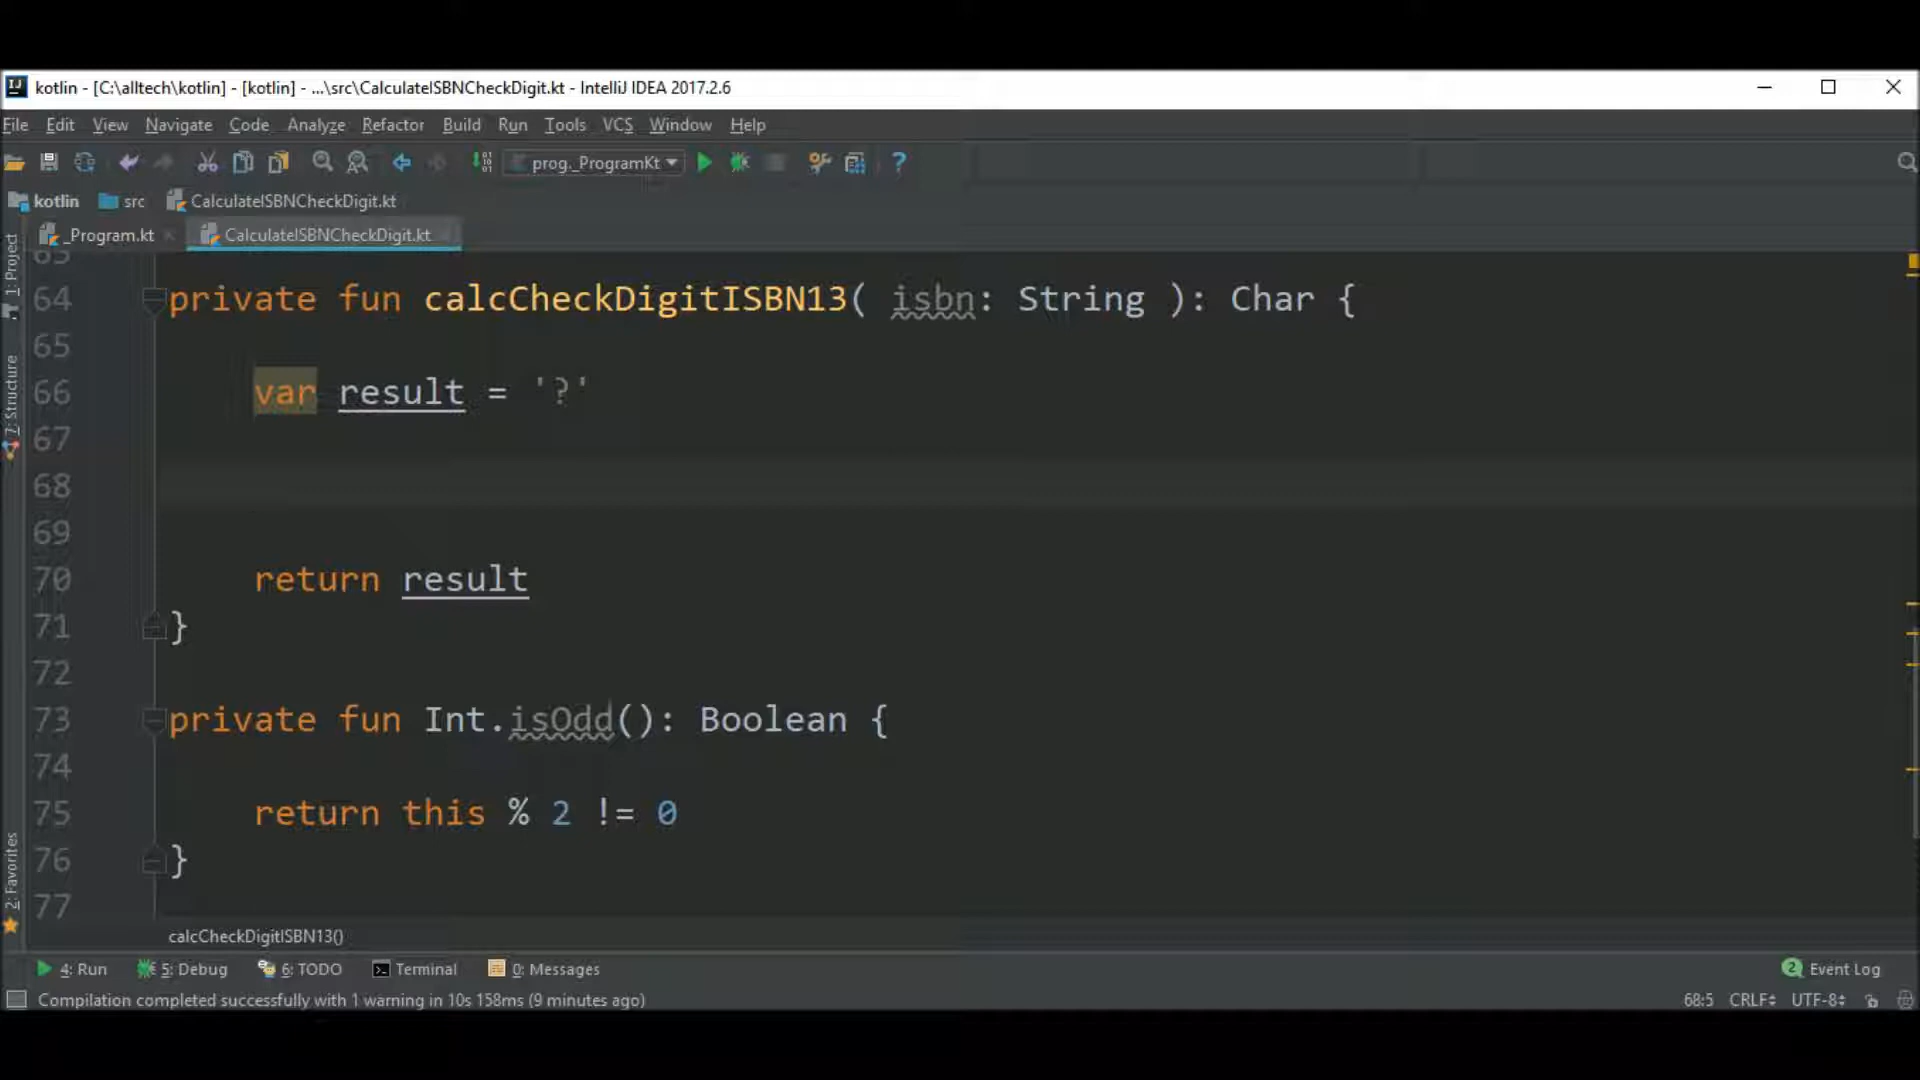 kotlin - [C:\alltech\kotlin] - [kotlin] - ...\src\CalculateISBNCheckDigit.kt - IntelliJ IDEA 2017.2.6
File Edit View Navigate Code Analyze Refactor Build Run Tools VCS Window Help
prog._ProgramKt
kotlin src CalculateISBNCheckDigit.kt
_Program.kt CalculateISBNCheckDigit.kt
1: Project
7: Structure
2: Favorites
63
64 private fun calcCheckDigitISBN13( isbn: String ): Char {
65
66 var result = '?'
67
68
69
70 return result
71 }
72
73 private fun Int.isOdd(): Boolean {
74
75 return this % 2 != 0
76 }
77
calcCheckDigitISBN13()
4: Run 5: Debug 6: TODO Terminal 0: Messages 2 Event Log
Compilation completed successfully with 1 warning in 10s 158ms (9 minutes ago) 68:5 CRLF UTF-8